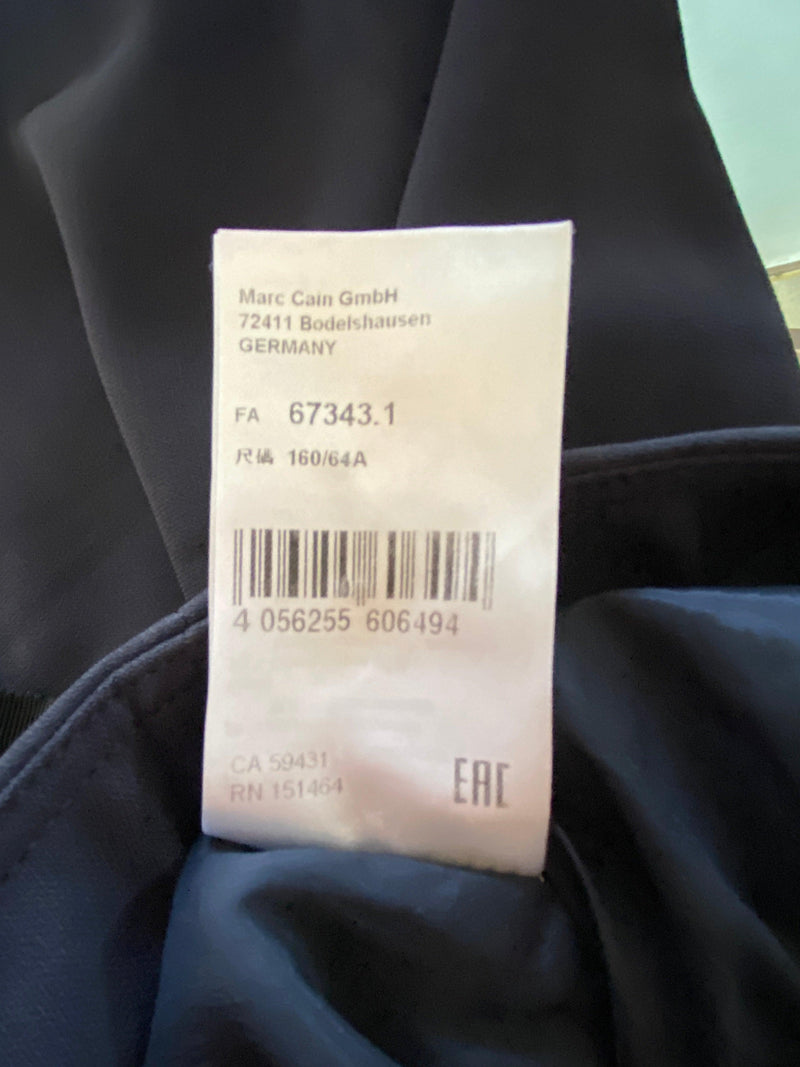 Marc Cain GmbH
72411 Bodelshausen
GERMANY
FA 67343.1
尺碼 160/64A
4 056255 606494
CA 59431
RN 151464
EAC